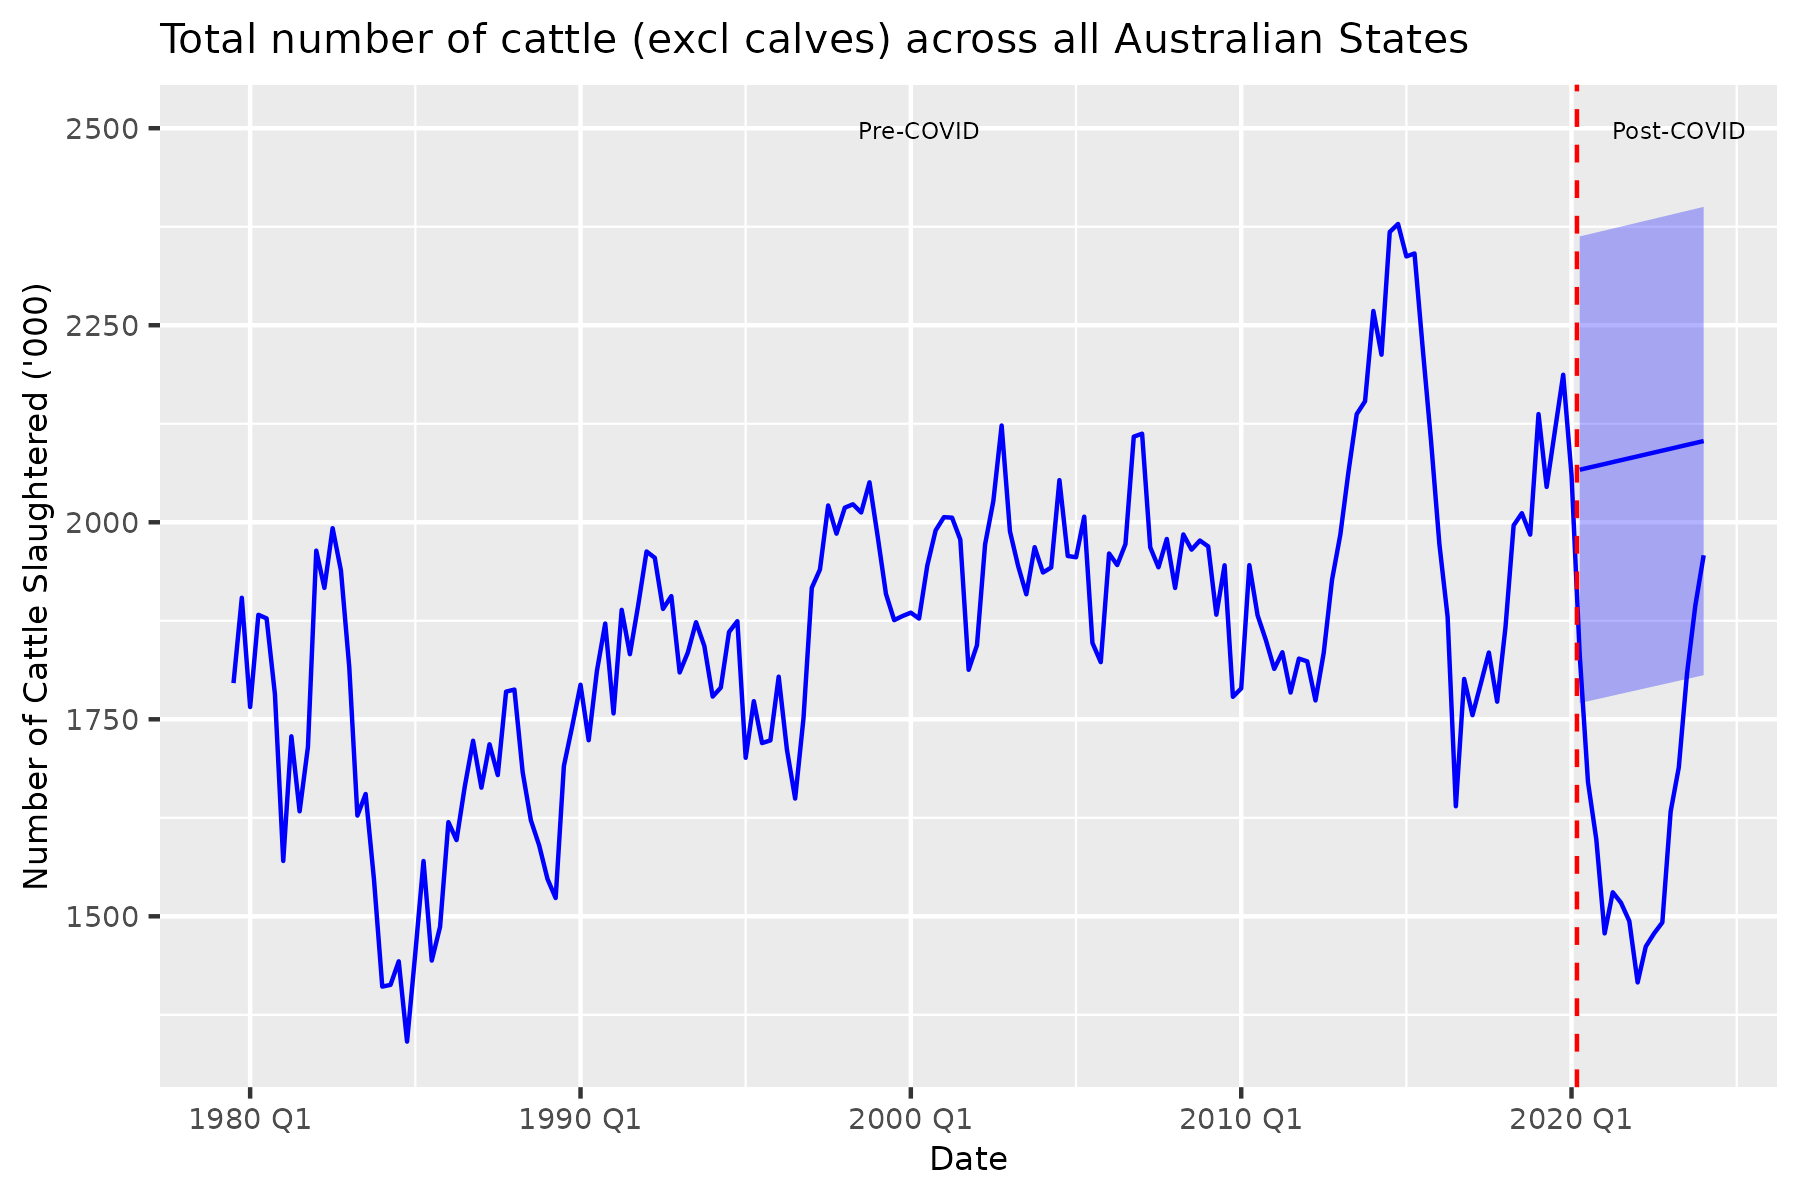 Total number of cattle (excl calves) across all Australian States
Number of Cattle Slaughtered ('000)
2500
2250
2000
1750
1500
Pre-COVID
Post-COVID
1980 Q1
1990 Q1
2000 Q1
2010 Q1
2020 Q1
Date